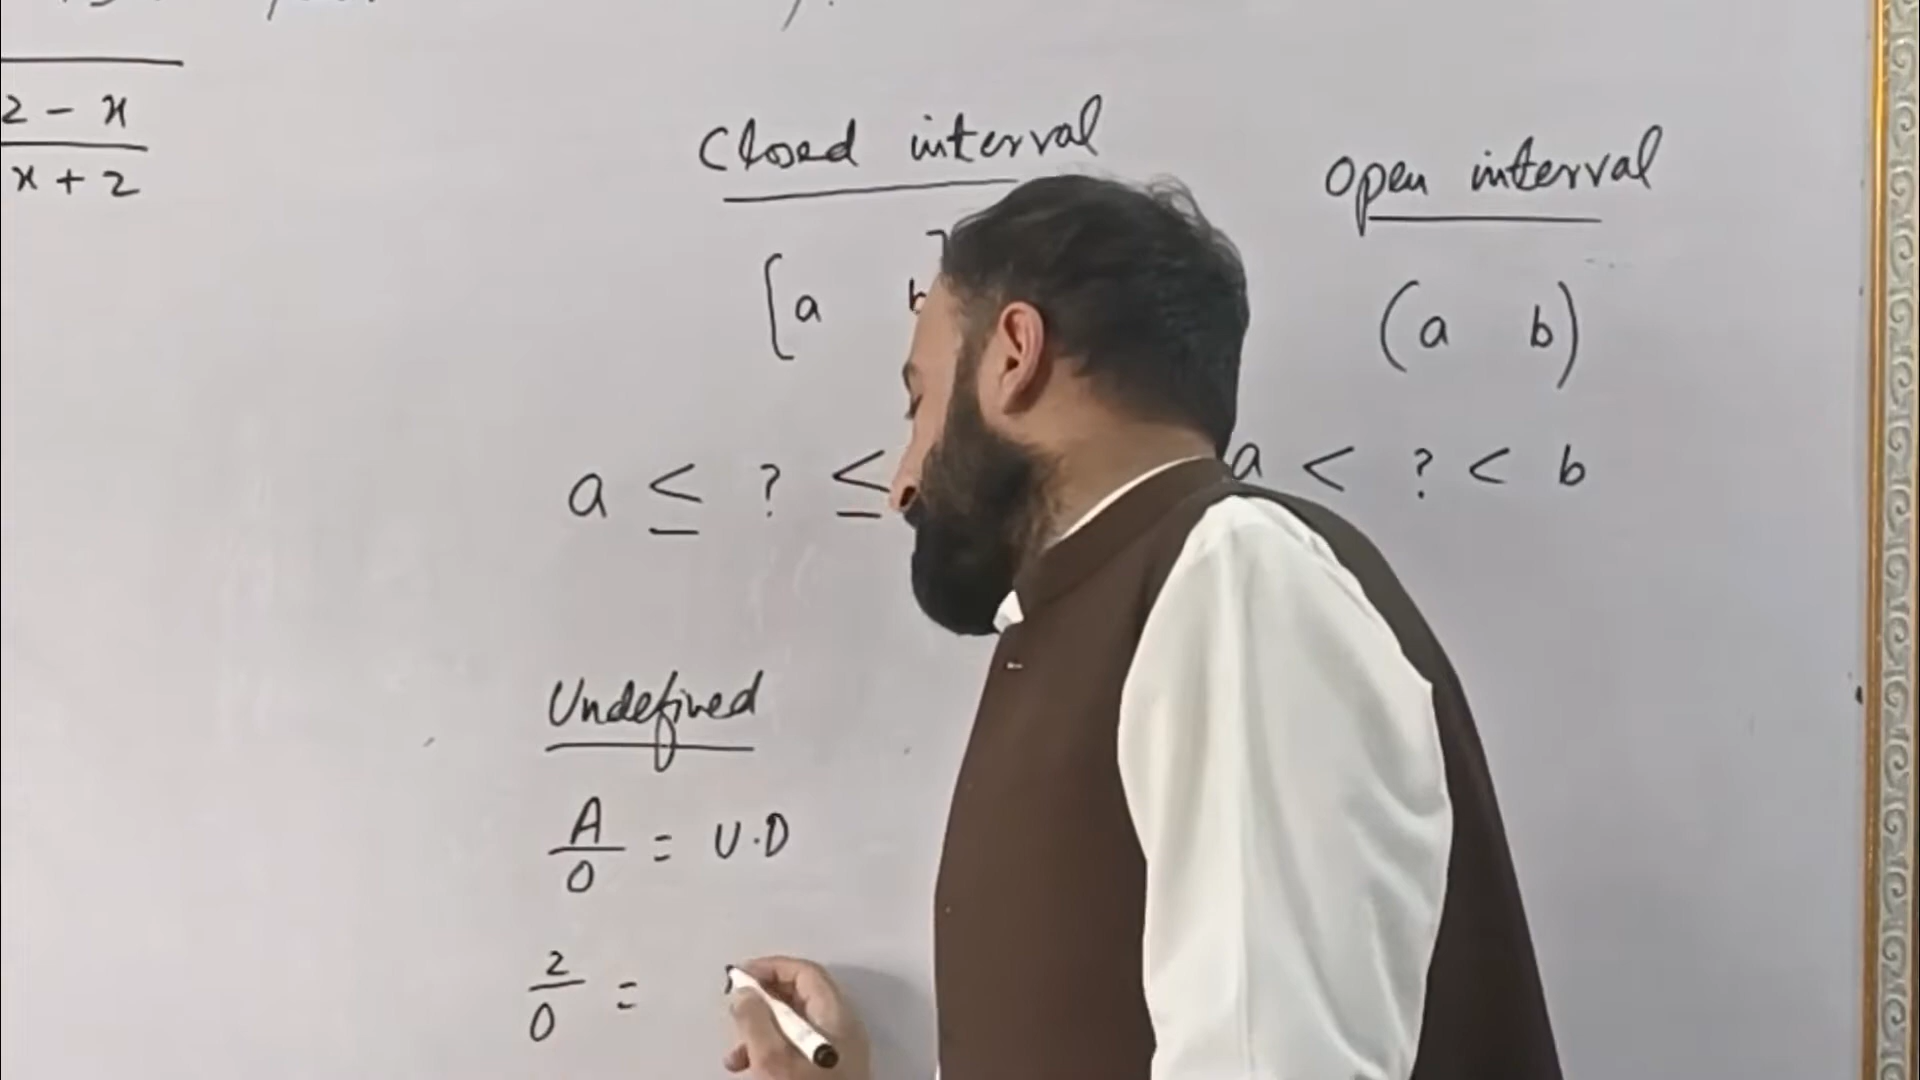 2 - x
x + 2
Closed interval
[a
a ≤ ? ≤
Open interval
(a b)
a < ? < b
Undefined
A/0 = U.D
2/0 =